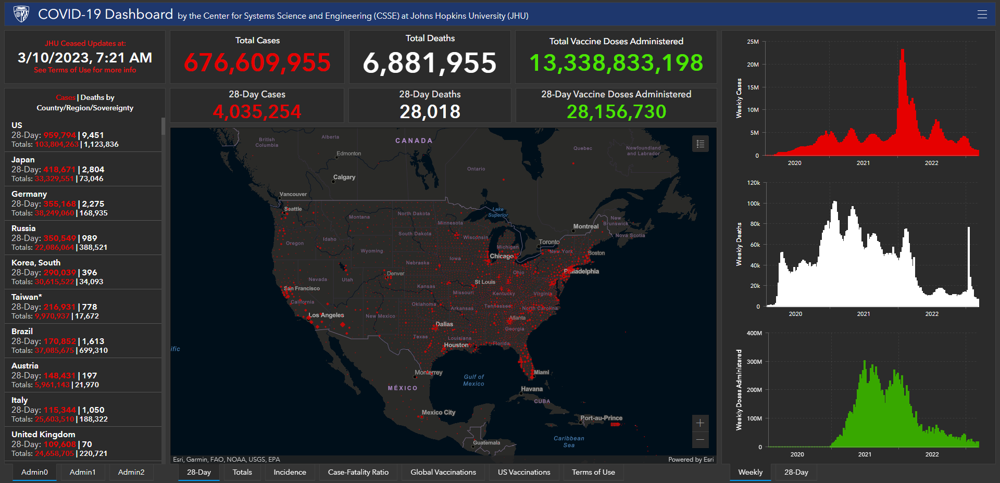 COVID-19 Dashboard by the Center for Systems Science and Engineering (CSSE) at Johns Hopkins University (JHU)
JHU Ceased Updates at:
3/10/2023, 7:21 AM
See Terms of Use for more info
Total Cases
676,609,955
Total Deaths
6,881,955
Total Vaccine Doses Administered
13,338,833,198
28-Day Cases
4,035,254
28-Day Deaths
28,018
28-Day Vaccine Doses Administered
28,156,730
Cases | Deaths by
Country/Region/Sovereignty
US
28-Day: 959,794 | 9,451
Totals: 103,804,263 | 1,123,836
Japan
28-Day: 418,671 | 2,804
Totals: 33,329,551 | 73,046
Germany
28-Day: 355,168 | 2,275
Totals: 38,249,060 | 168,935
Russia
28-Day: 350,549 | 989
Totals: 22,086,064 | 388,521
Korea, South
28-Day: 290,039 | 396
Totals: 30,615,522 | 34,093
Taiwan*
28-Day: 216,931 | 778
Totals: 9,970,937 | 17,672
Brazil
28-Day: 170,852 | 1,613
Totals: 37,085,675 | 699,310
Austria
28-Day: 148,431 | 197
Totals: 5,961,143 | 21,970
Italy
28-Day: 115,344 | 1,050
Totals: 25,603,510 | 188,322
United Kingdom
28-Day: 109,608 | 70
Totals: 24,658,705 | 220,721
Admin0
Admin1
Admin2
British
Columbia
Alberta
CANADA
Edmonton
Quebec
Newfoundland
and Labrador
Ontario
Calgary
Vancouver
Seattle
Lake
Superior
North Dakota
Montana
Minnesota
New
Brunswick
Montreal
Nova Scotia
South Dakota
Wisconsin
Oregon
Idaho
Michigan
Toronto
Wyoming
New York
Boston
Chicago
Iowa
Nebraska
Ohio
Philadelphia
Denver
Nevada
Utah
St Louis
San Francisco
Kansas
Missouri
Kentucky
Virginia
California
Oklahoma
Arkansas
Tennessee
North Carolina
Los Angeles
New Mexico
Atlanta
Dallas
Georgia
Texas
Louisiana
Houston
Florida
ific
Monterrey
Miami
Gulf of
Mexico
MÉXICO
Havana
CUBA
Mexico City
Port-au-Prince
Caribbean
Sea
Guatemala
Esri, Garmin, FAO, NOAA, USGS, EPA
Powered by Esri
28-Day
Totals
Incidence
Case-Fatality Ratio
Global Vaccinations
US Vaccinations
Terms of Use
Weekly Cases
25M
20M
15M
10M
5M
0
2020
2021
2022
Weekly Deaths
120k
100k
80k
60k
40k
20k
0
2020
2021
2022
Weekly Doses Administered
400M
300M
200M
100M
0
2020
2021
2022
Weekly
28-Day